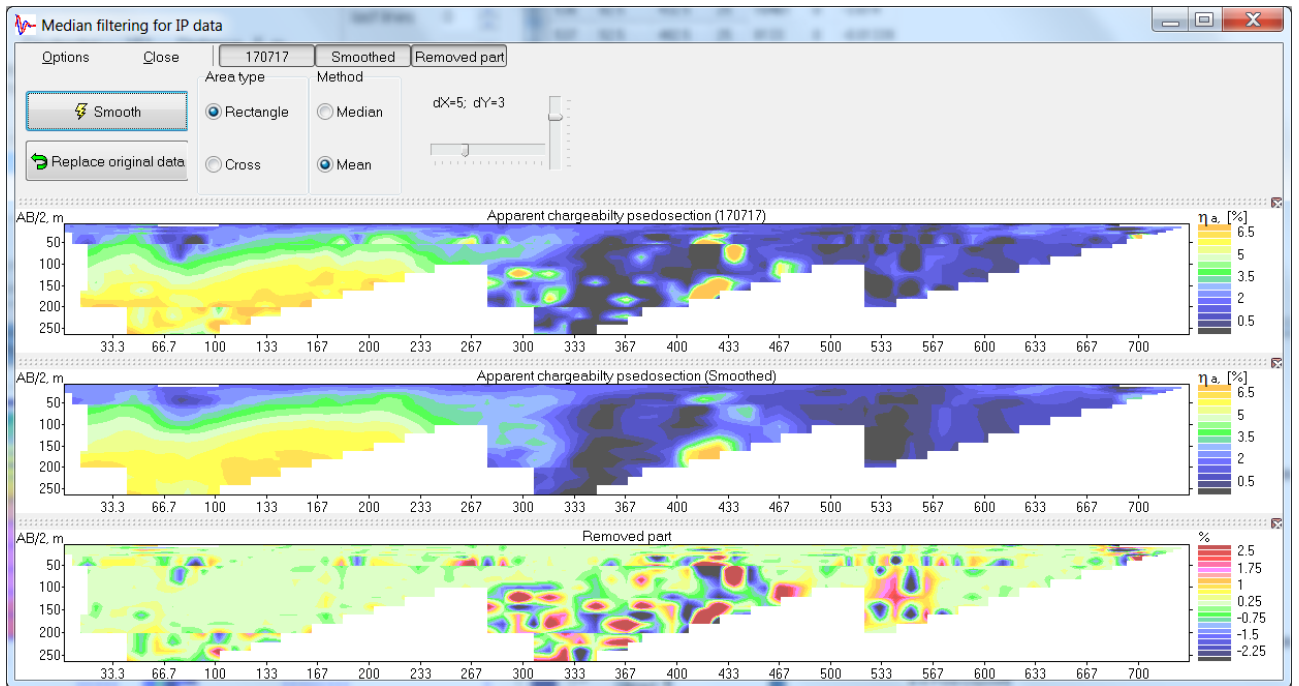 Median filtering for IP data
Options Close 170717 Smoothed Removed part
Area type Method
Smooth Rectangle Median dX=5; dY=3
Replace original data Cross Mean
AB/2, m Apparent chargeabilty psedosection (170717) η a, [%]
50
100
150
200
250
6.5
5
3.5
2
0.5
33.3 66.7 100 133 167 200 233 267 300 333 367 400 433 467 500 533 567 600 633 667 700
AB/2, m Apparent chargeabilty psedosection (Smoothed) η a, [%]
50
100
150
200
250
6.5
5
3.5
2
0.5
33.3 66.7 100 133 167 200 233 267 300 333 367 400 433 467 500 533 567 600 633 667 700
AB/2, m Removed part %
50
100
150
200
250
2.5
1.75
1
0.25
-0.75
-1.5
-2.25
33.3 66.7 100 133 167 200 233 267 300 333 367 400 433 467 500 533 567 600 633 667 700